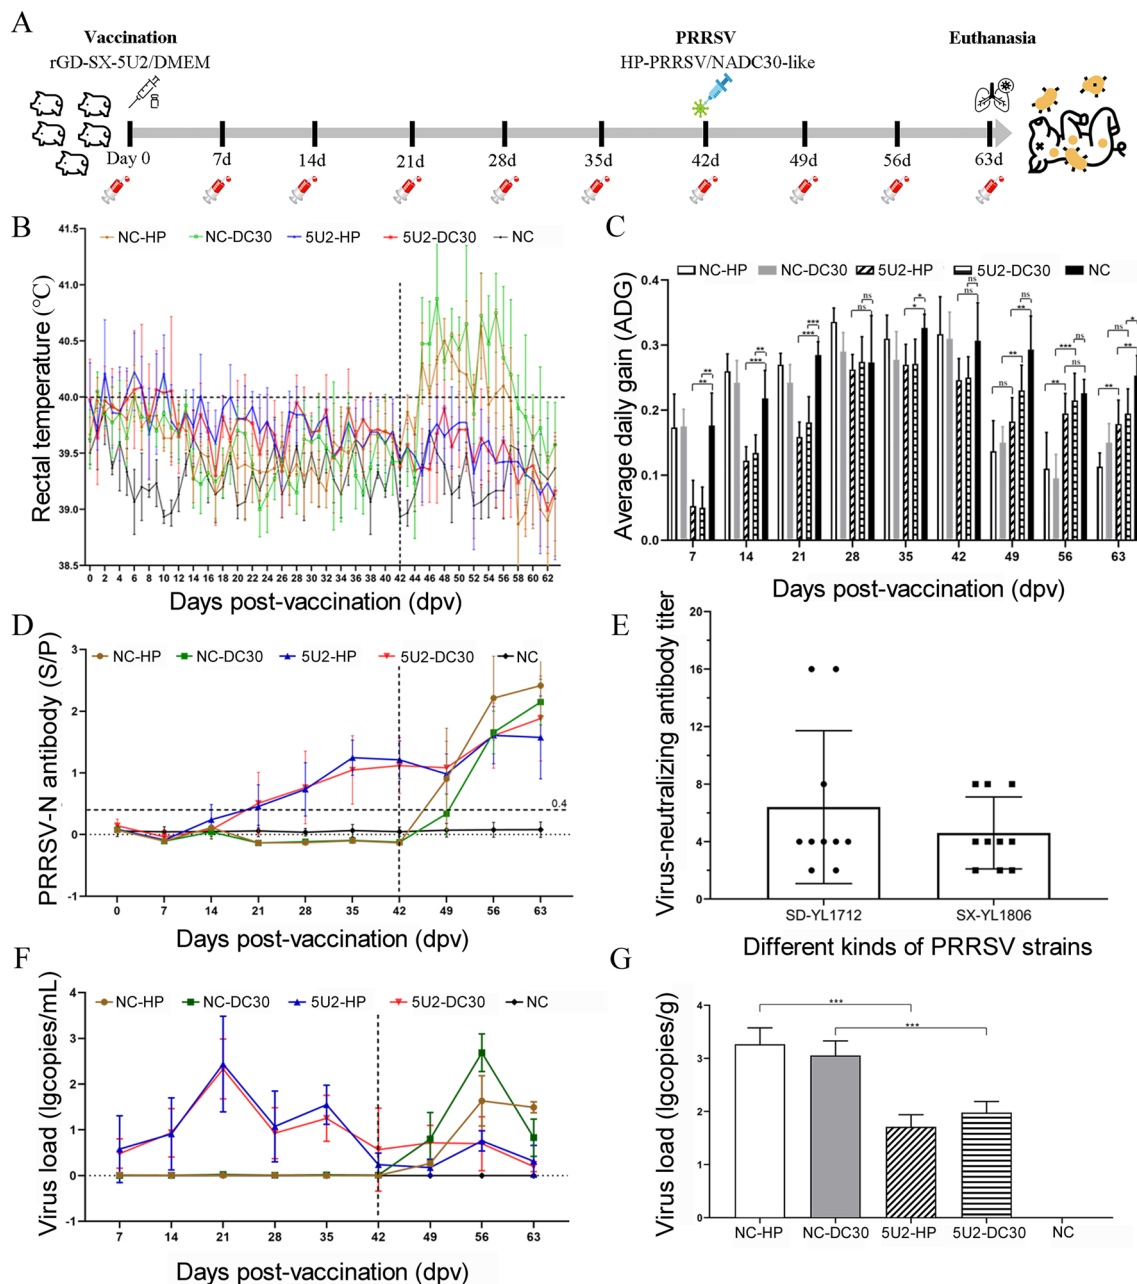 A
Vaccination
rGD-SX-5U2/DMEM
PRRSV
HP-PRRSV/NADC30-like
Euthanasia
Day 0 7d 14d 21d 28d 35d 42d 49d 56d 63d
B
NC-HP NC-DC30 5U2-HP 5U2-DC30 NC
Rectal temperature (℃)
41.5
41.0
40.5
40.0
39.5
39.0
38.5
0 2 4 6 8 10 12 14 16 18 20 22 24 26 28 30 32 34 36 38 40 42 44 46 48 50 52 54 56 58 60 62
Days post-vaccination (dpv)
C
NC-HP NC-DC30 5U2-HP 5U2-DC30 NC
Average daily gain (ADG)
0.4
0.3
0.2
0.1
0.0
** **
*** **
*** ***
ns ns
* *
ns ns
ns ** ns
** *** ns ns
** ns ** *
7 14 21 28 35 42 49 56 63
Days post-vaccination (dpv)
D
NC-HP NC-DC30 5U2-HP 5U2-DC30 NC
PRRSV-N antibody (S/P)
3
2
1
0
-1
0.4
0 7 14 21 28 35 42 49 56 63
Days post-vaccination (dpv)
E
Virus-neutralizing antibody titer
20
16
12
8
4
0
SD-YL1712 SX-YL1806
Different kinds of PRRSV strains
F
NC-HP NC-DC30 5U2-HP 5U2-DC30 NC
Virus load (lgcopies/mL)
4
3
2
1
0
-1
7 14 21 28 35 42 49 56 63
Days post-vaccination (dpv)
G
Virus load (lgcopies/g)
4
3
2
1
0
***
***
NC-HP NC-DC30 5U2-HP 5U2-DC30 NC